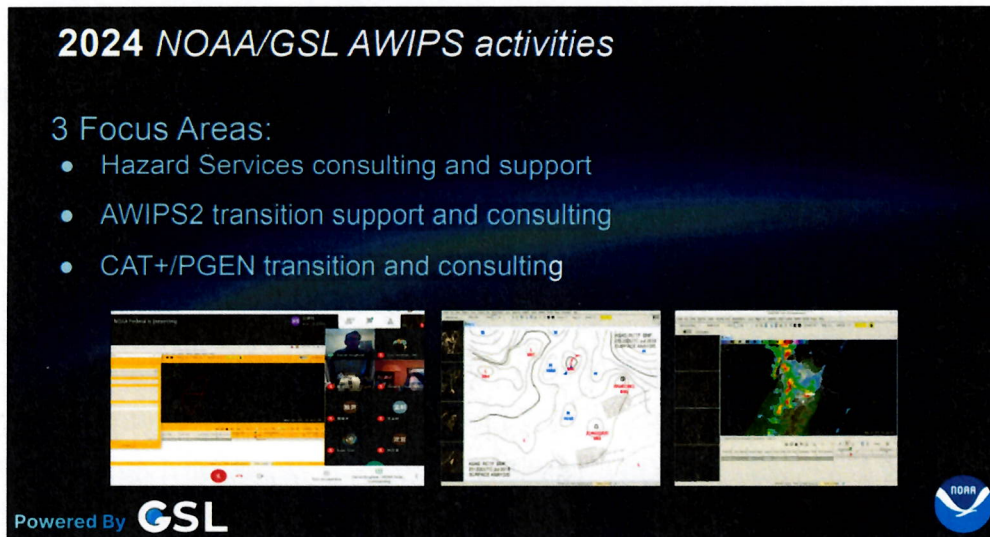 2024 NOAA/GSL AWIPS activities
3 Focus Areas:
● Hazard Services consulting and support
● AWIPS2 transition support and consulting
● CAT+/PGEN transition and consulting
Powered By GSL
NOAA